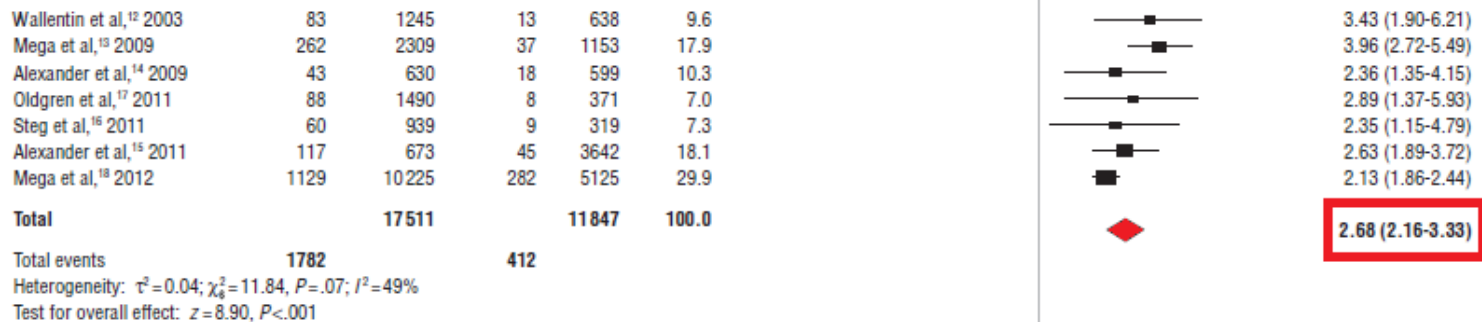 Wallentin et al,¹² 2003 83 1245 13 638 9.6 3.43 (1.90-6.21)
Mega et al,¹³ 2009 262 2309 37 1153 17.9 3.96 (2.72-5.49)
Alexander et al,¹⁴ 2009 43 630 18 599 10.3 2.36 (1.35-4.15)
Oldgren et al,¹⁷ 2011 88 1490 8 371 7.0 2.89 (1.37-5.93)
Steg et al,¹⁶ 2011 60 939 9 319 7.3 2.35 (1.15-4.79)
Alexander et al,¹⁵ 2011 117 673 45 3642 18.1 2.63 (1.89-3.72)
Mega et al,¹⁸ 2012 1129 10225 282 5125 29.9 2.13 (1.86-2.44)
Total 17511 11847 100.0 2.68 (2.16-3.33)
Total events 1782 412
Heterogeneity: τ²=0.04; χ²₆=11.84, P=.07; I²=49%
Test for overall effect: z=8.90, P<.001